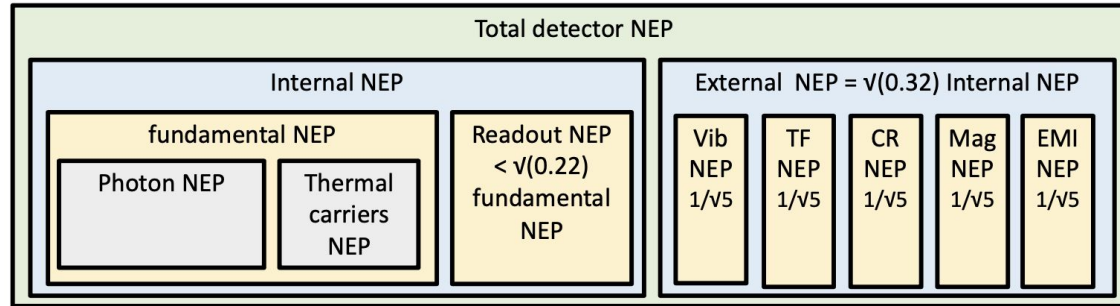 Total detector NEP
Internal NEP
fundamental NEP
Photon NEP
Thermal
carriers
NEP
Readout NEP
< √(0.22)
fundamental
NEP
External  NEP = √(0.32) Internal NEP
Vib
NEP
1/√5
TF
NEP
1/√5
CR
NEP
1/√5
Mag
NEP
1/√5
EMI
NEP
1/√5